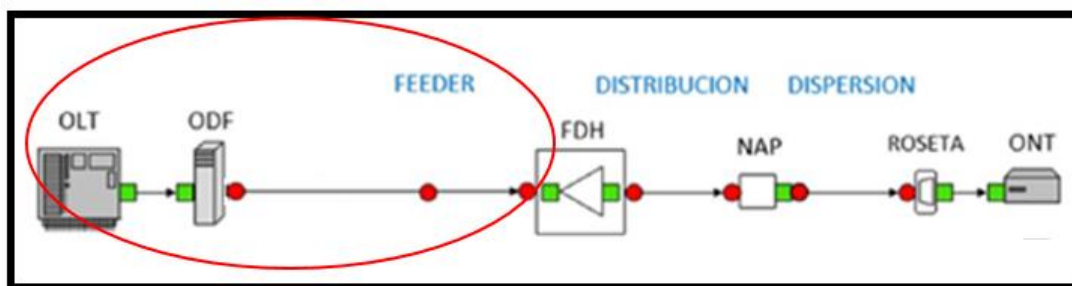 FEEDER
DISTRIBUCION
DISPERSION
OLT
ODF
FDH
NAP
ROSETA
ONT